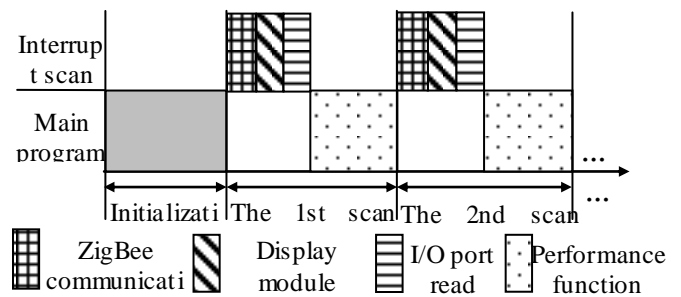 Interrup
t scan
Main
program
...
...
Initializati
The 1st scan
The 2nd scan
ZigBee
communicati
Display
module
I/O port
read
Performance
function